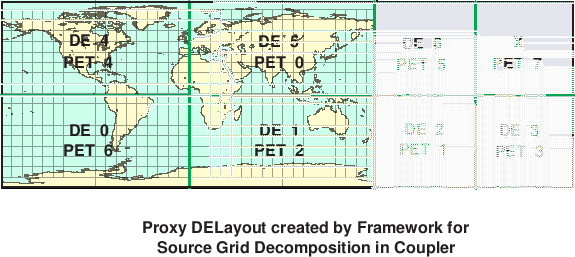 DE 4 DE 5 DE 6 X
PET 4 PET 0 PET 5 PET 7
DE 0 DE 1 DE 2 DE 3
PET 6 PET 2 PET 1 PET 3
Proxy DELayout created by Framework for
Source Grid Decomposition in Coupler